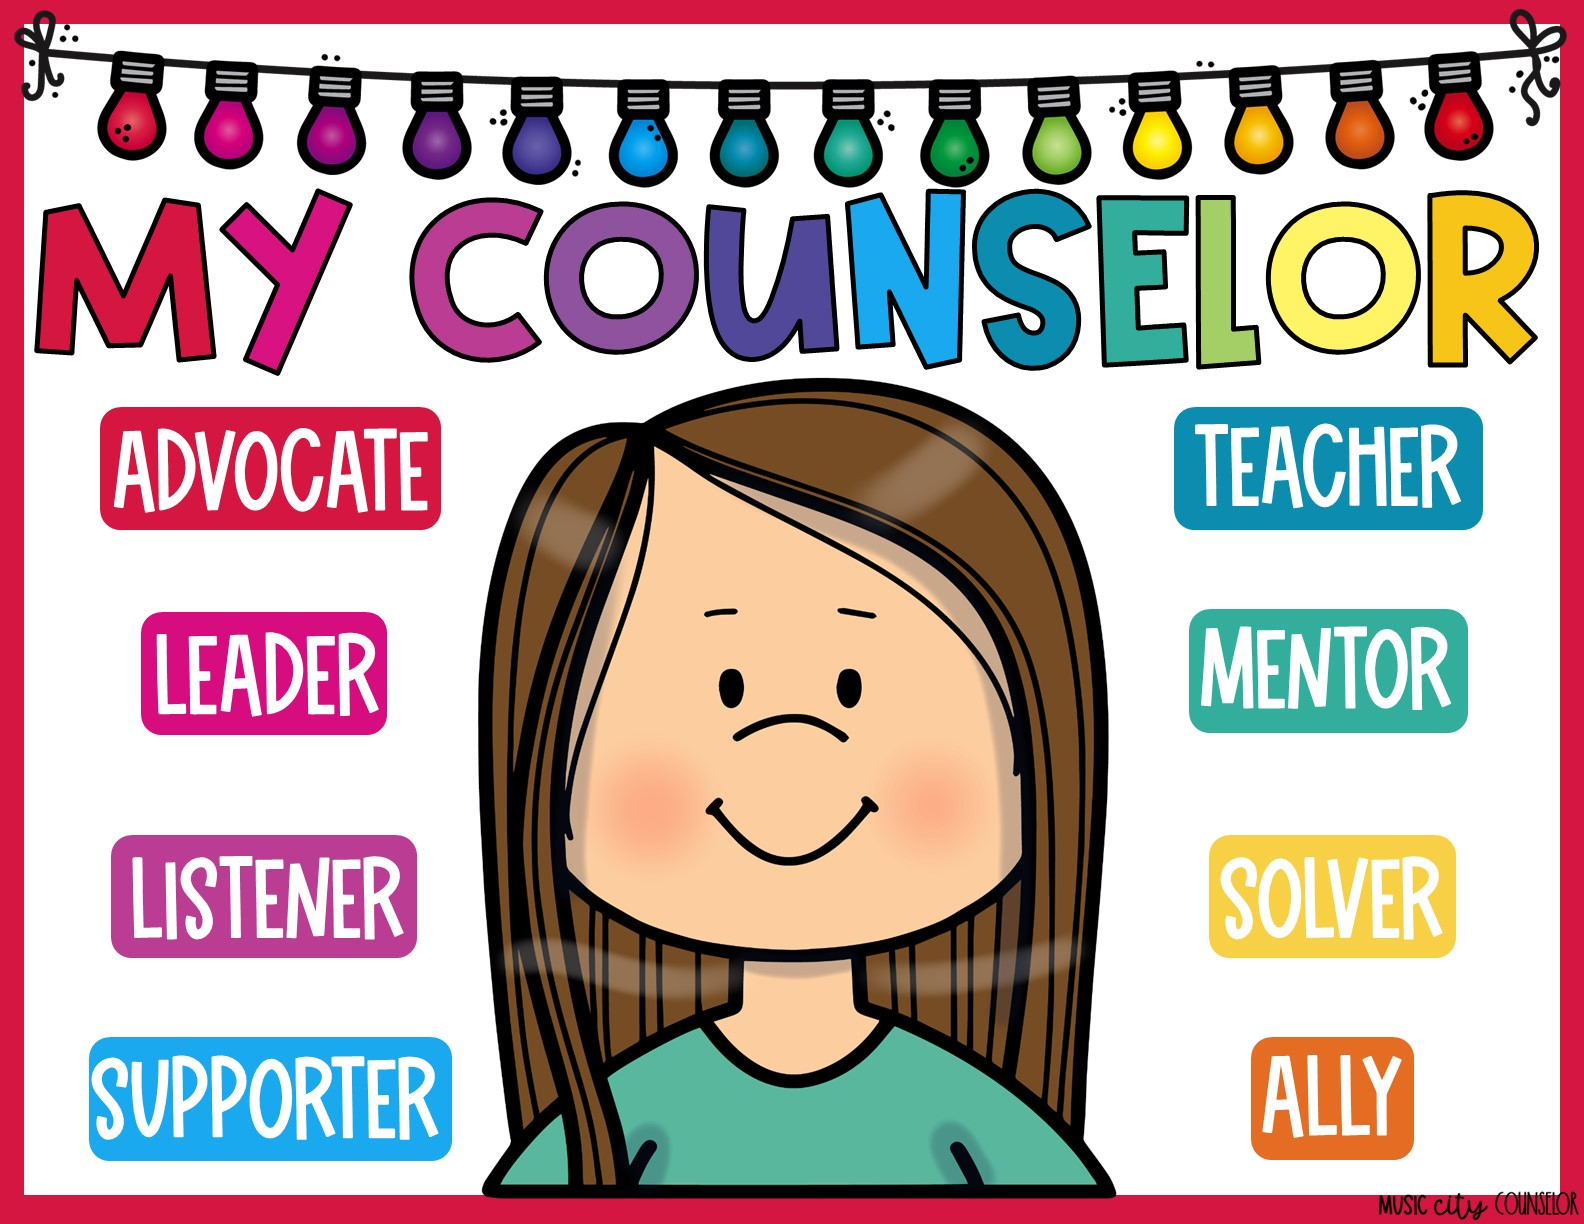 MY COUNSELOR
ADVOCATE
LEADER
LISTENER
SUPPORTER
TEACHER
MENTOR
SOLVER
ALLY
MUSIC city COUNSELOR